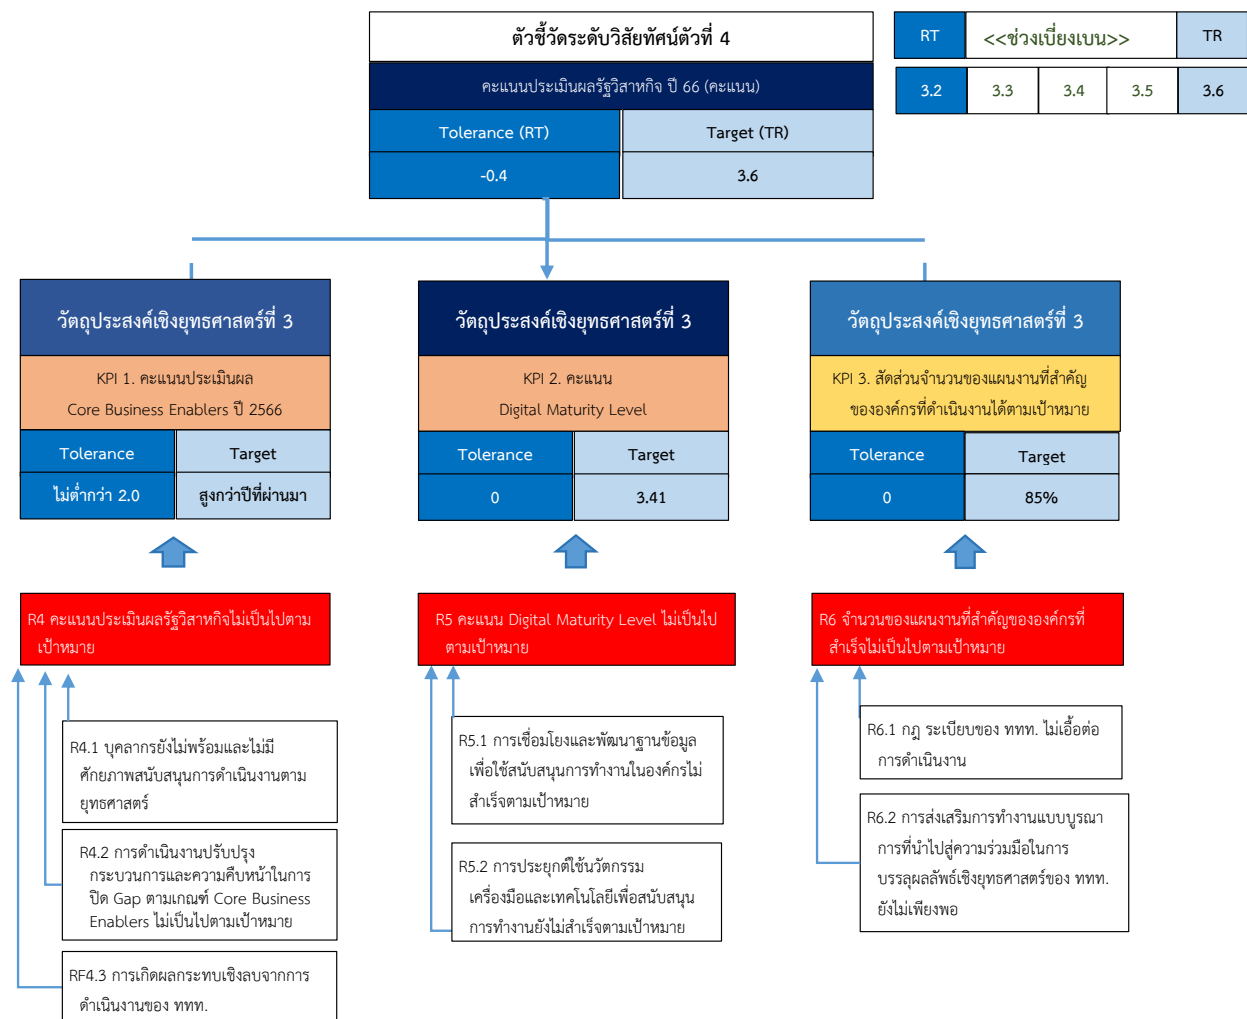 ตัวชี้วัดระดับวิสัยทัศน์ตัวที่ 4
คะแนนประเมินผลรัฐวิสาหกิจ ปี 66 (คะแนน)
Tolerance (RT)
Target (TR)
-0.4
3.6
RT
<<ช่วงเบี่ยงเบน>>
TR
3.2
3.3
3.4
3.5
3.6
วัตถุประสงค์เชิงยุทธศาสตร์ที่ 3
KPI 1. คะแนนประเมินผล
Core Business Enablers ปี 2566
Tolerance
Target
ไม่ต่ำกว่า 2.0
สูงกว่าปีที่ผ่านมา
วัตถุประสงค์เชิงยุทธศาสตร์ที่ 3
KPI 2. คะแนน
Digital Maturity Level
Tolerance
Target
0
3.41
วัตถุประสงค์เชิงยุทธศาสตร์ที่ 3
KPI 3. สัดส่วนจำนวนของแผนงานที่สำคัญ
ขององค์กรที่ดำเนินงานได้ตามเป้าหมาย
Tolerance
Target
0
85%
R4 คะแนนประเมินผลรัฐวิสาหกิจไม่เป็นไปตาม
เป้าหมาย
R4.1 บุคลากรยังไม่พร้อมและไม่มี
ศักยภาพสนับสนุนการดำเนินงานตาม
ยุทธศาสตร์
R4.2 การดำเนินงานปรับปรุง
กระบวนการและความคืบหน้าในการ
ปิด Gap ตามเกณฑ์ Core Business
Enablers ไม่เป็นไปตามเป้าหมาย
RF4.3 การเกิดผลกระทบเชิงลบจากการ
ดำเนินงานของ ททท.
R5 คะแนน Digital Maturity Level ไม่เป็นไป
ตามเป้าหมาย
R5.1 การเชื่อมโยงและพัฒนาฐานข้อมูล
เพื่อใช้สนับสนุนการทำงานในองค์กรไม่
สำเร็จตามเป้าหมาย
R5.2 การประยุกต์ใช้นวัตกรรม
เครื่องมือและเทคโนโลยีเพื่อสนับสนุน
การทำงานยังไม่สำเร็จตามเป้าหมาย
R6 จำนวนของแผนงานที่สำคัญขององค์กรที่
สำเร็จไม่เป็นไปตามเป้าหมาย
R6.1 กฎ ระเบียบของ ททท. ไม่เอื้อต่อ
การดำเนินงาน
R6.2 การส่งเสริมการทำงานแบบบูรณา
การที่นำไปสู่ความร่วมมือในการ
บรรลุผลลัพธ์เชิงยุทธศาสตร์ของ ททท.
ยังไม่เพียงพอ